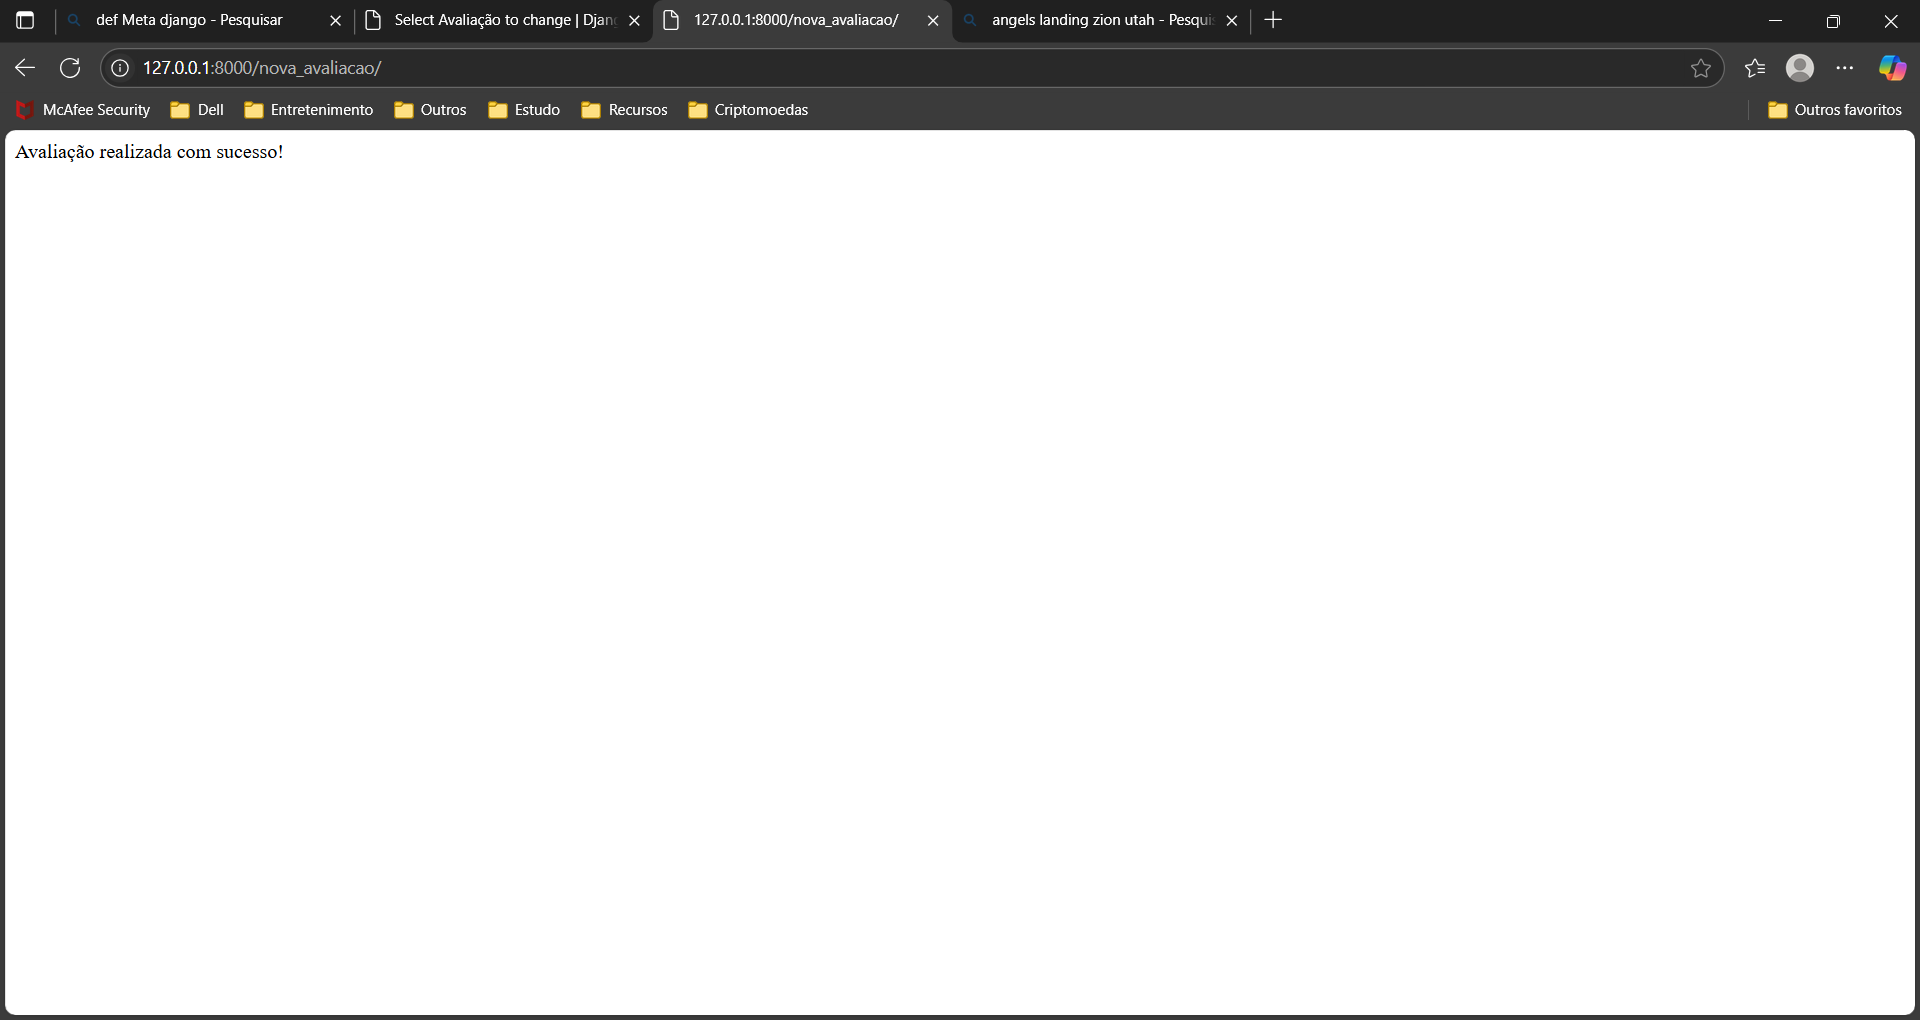 def Meta django - Pesquisar
Select Avaliação to change | Djan
127.0.0.1:8000/nova_avaliacao/
angels landing zion utah - Pesqui
127.0.0.1:8000/nova_avaliacao/
McAfee Security
Dell
Entretenimento
Outros
Estudo
Recursos
Criptomoedas
Outros favoritos
Avaliação realizada com sucesso!